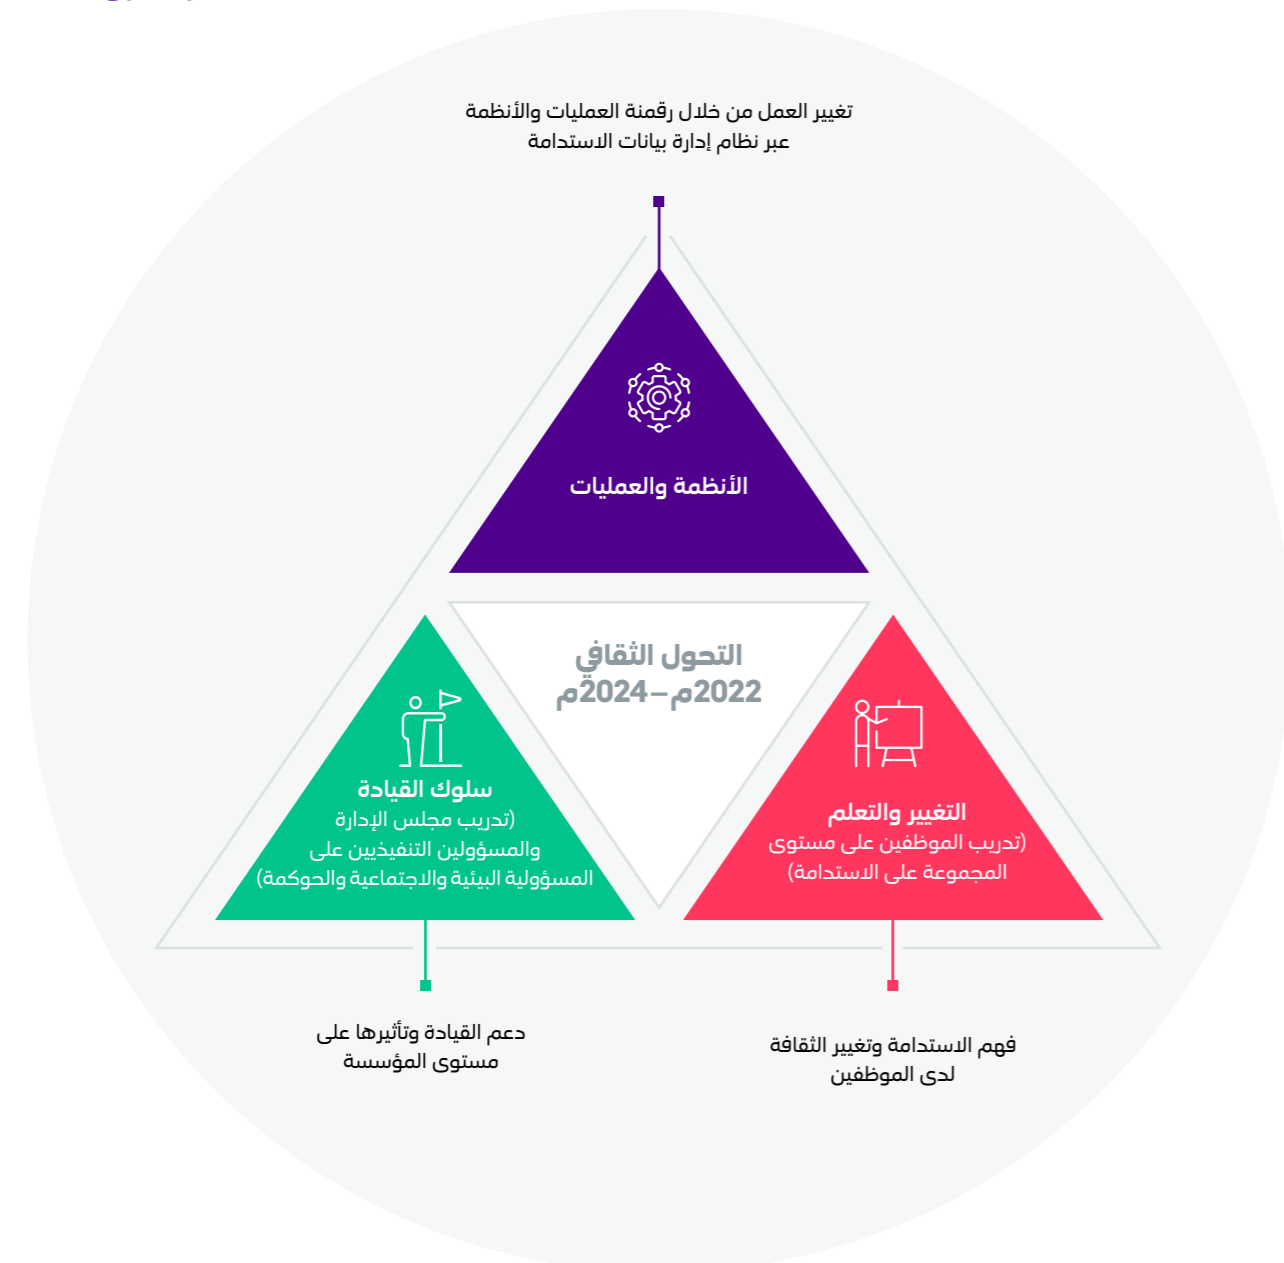 تغيير العمل من خلال رقمنة العمليات والأنظمة
عبر نظام إدارة بيانات الاستدامة
الأنظمة والعمليات
التحول الثقافي
2022م–2024م
التغيير والتعلم
(تدريب الموظفين على مستوى
المجموعة على الاستدامة)
سلوك القيادة
(تدريب مجلس الإدارة
والمسؤولين التنفيذيين على
المسؤولية البيئية والاجتماعية والحوكمة)
فهم الاستدامة وتغيير الثقافة
لدى الموظفين
دعم القيادة وتأثيرها على
مستوى المؤسسة